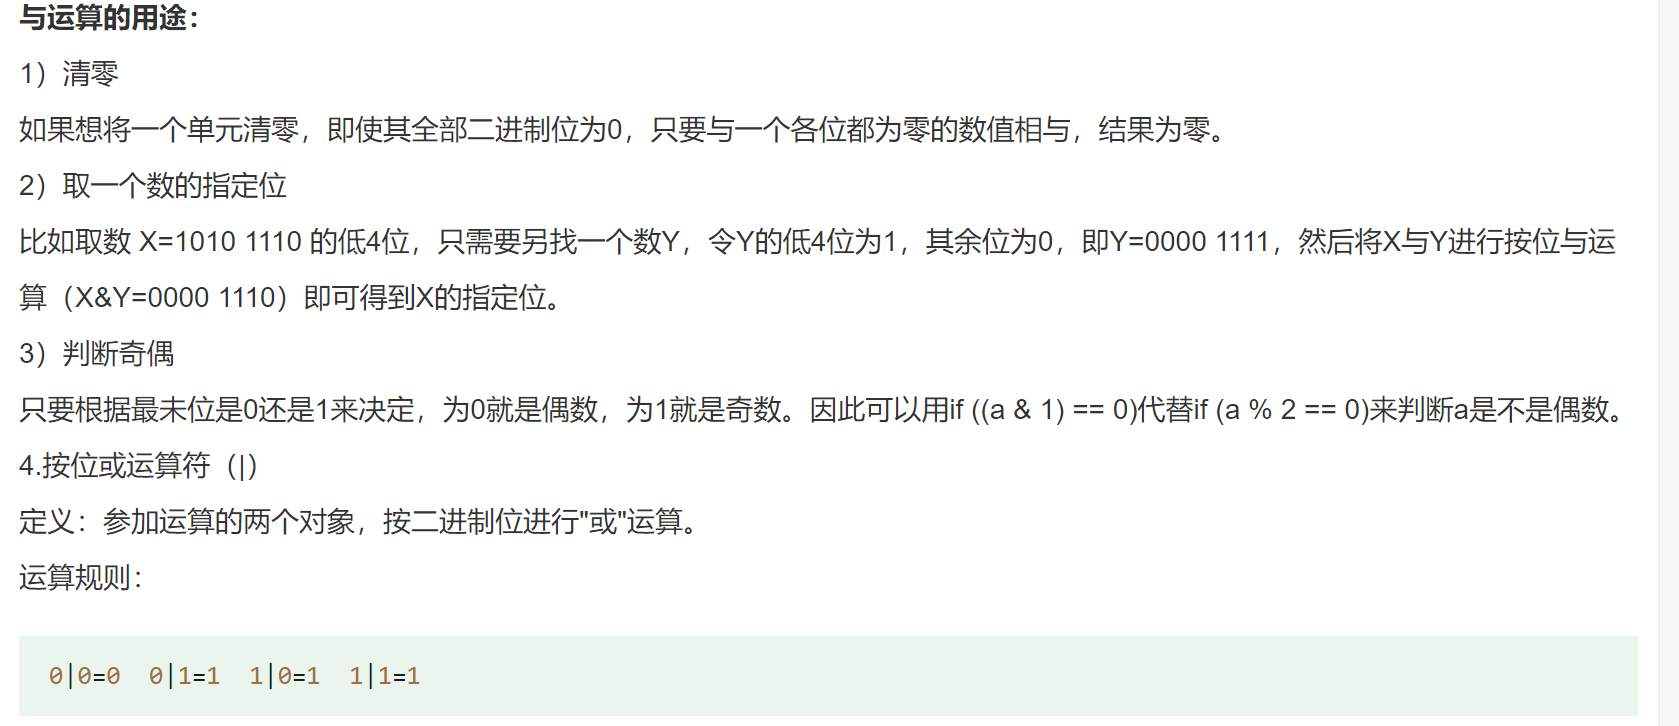 与运算的用途：
1）清零
如果想将一个单元清零，即使其全部二进制位为0，只要与一个各位都为零的数值相与，结果为零。
2）取一个数的指定位
比如取数 X=1010 1110 的低4位，只需要另找一个数Y，令Y的低4位为1，其余位为0，即Y=0000 1111，然后将X与Y进行按位与运
算（X&Y=0000 1110）即可得到X的指定位。
3）判断奇偶
只要根据最未位是0还是1来决定，为0就是偶数，为1就是奇数。因此可以用if ((a & 1) == 0)代替if (a % 2 == 0)来判断a是不是偶数。
4.按位或运算符（|）
定义：参加运算的两个对象，按二进制位进行"或"运算。
运算规则：
0|0=0  0|1=1  1|0=1  1|1=1